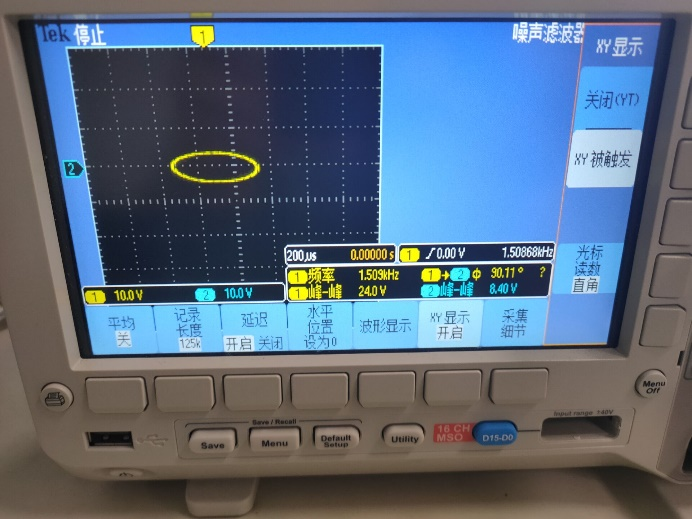 Tek 停止
1
噪声滤波器
XY 显示
关闭(YT)
XY 被触发
2
200µs
0.00000 s
1
0.00 V
1.50868kHz
1 频率
1.509kHz
1 → 2 ϕ
90.11 °
?
1 峰-峰
24.0 V
2 峰-峰
8.40 V
1
10.0 V
2
10.0 V
光标
读数
直角
平均
关
记录
长度
125k
延迟
开启 关闭
水平
位置
设为0
波形显示
XY 显示
开启
采集
细节
Save / Recall
Save
Menu
Default
Setup
Utility
16 CH
MSO
D15-D0
Input range ±40V
Menu
Off